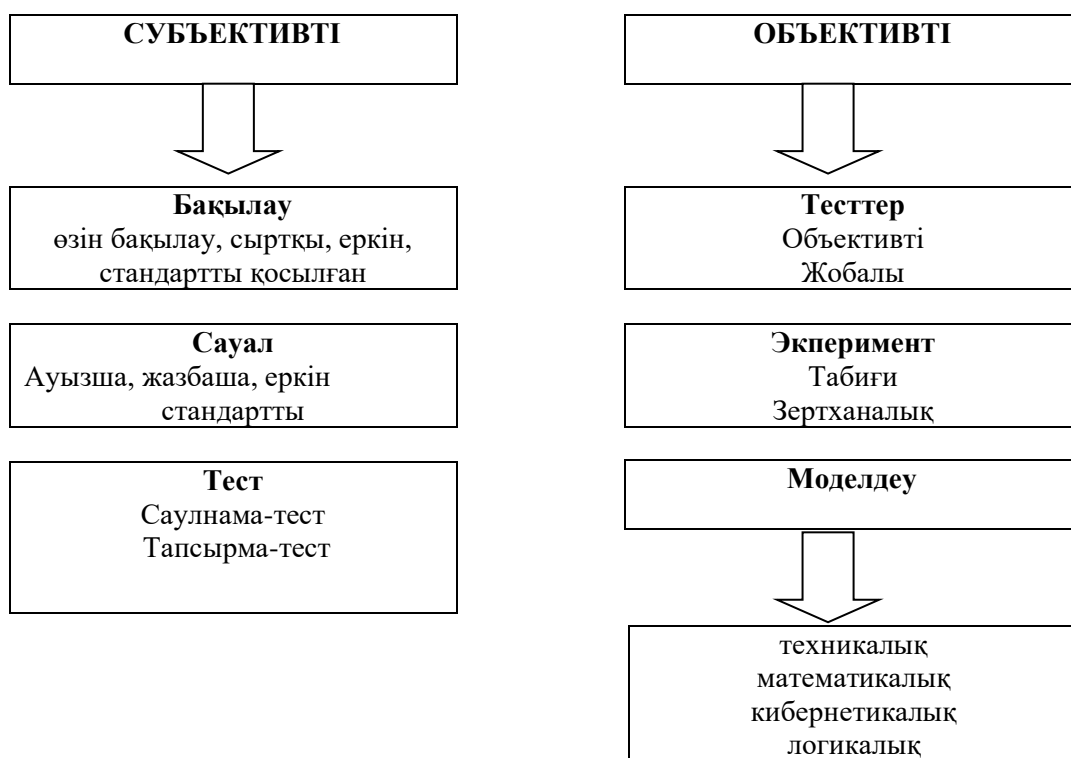 СУБЪЕКТИВТІ
Бақылау
өзін бақылау, сыртқы, еркін,
стандартты қосылған
Сауал
Ауызша, жазбаша, еркін
стандартты
Тест
Саулнама-тест
Тапсырма-тест
ОБЪЕКТИВТІ
Тесттер
Объективті
Жобалы
Экперимент
Табиғи
Зертханалық
Моделдеу
техникалық
математикалық
кибернетикалық
логикалық